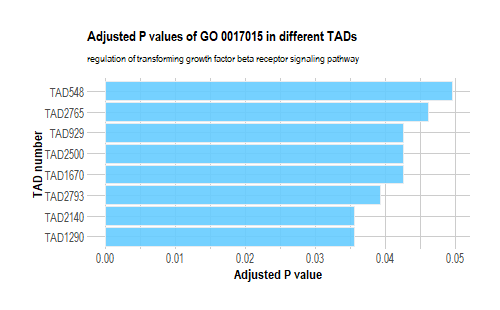 Adjusted P values of GO 0017015 in different TADs
regulation of transforming growth factor beta receptor signaling pathway
TAD number
TAD548
TAD2765
TAD929
TAD2500
TAD1670
TAD2793
TAD2140
TAD1290
0.00 0.01 0.02 0.03 0.04 0.05
Adjusted P value